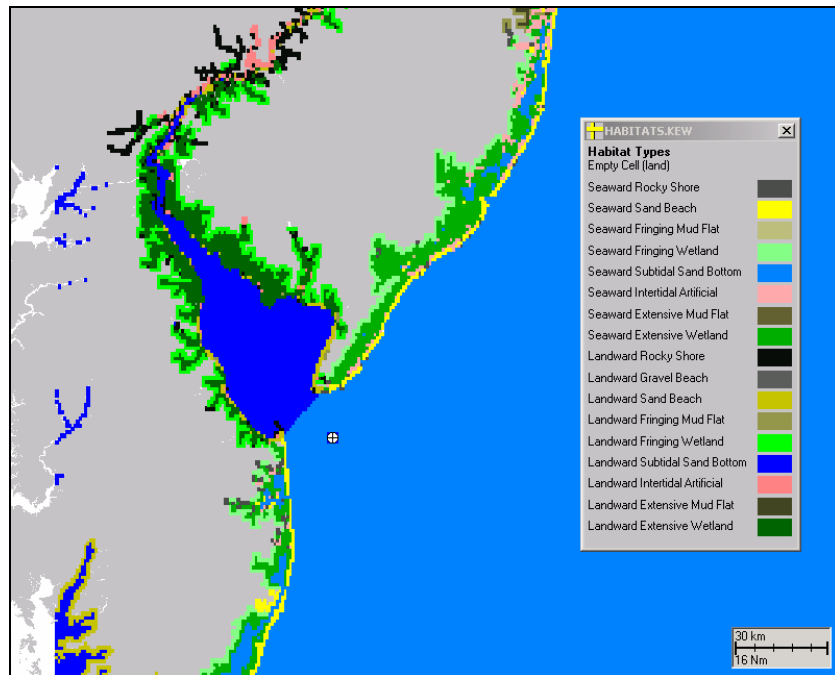 HABITATS.KEW
Habitat Types
Empty Cell (land)
Seaward Rocky Shore
Seaward Sand Beach
Seaward Fringing Mud Flat
Seaward Fringing Wetland
Seaward Subtidal Sand Bottom
Seaward Intertidal Artificial
Seaward Extensive Mud Flat
Seaward Extensive Wetland
Landward Rocky Shore
Landward Gravel Beach
Landward Sand Beach
Landward Fringing Mud Flat
Landward Fringing Wetland
Landward Subtidal Sand Bottom
Landward Intertidal Artificial
Landward Extensive Mud Flat
Landward Extensive Wetland
30 km
16 Nm